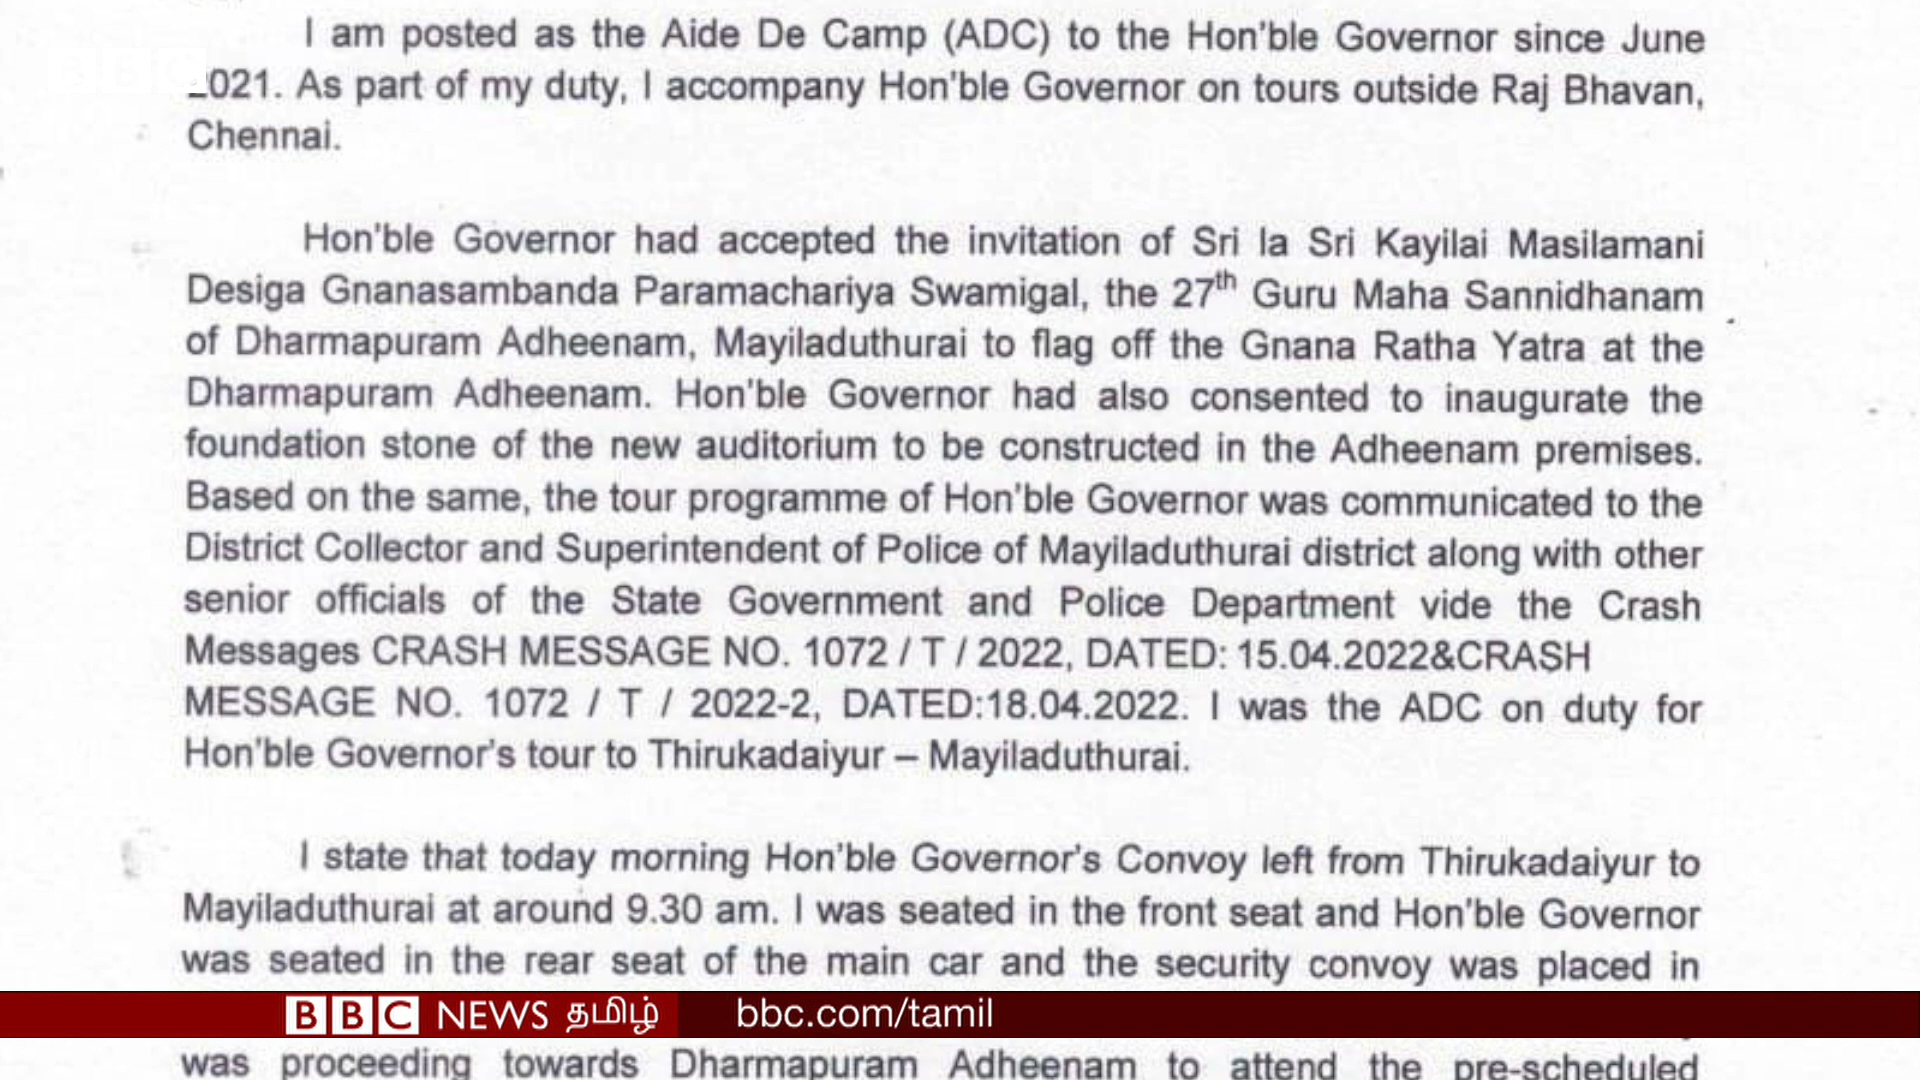 I am posted as the Aide De Camp (ADC) to the Hon'ble Governor since June
2021. As part of my duty, I accompany Hon'ble Governor on tours outside Raj Bhavan,
Chennai.
Hon'ble Governor had accepted the invitation of Sri la Sri Kayilai Masilamani
Desiga Gnanasambanda Paramachariya Swamigal, the 27th Guru Maha Sannidhanam
of Dharmapuram Adheenam, Mayiladuthurai to flag off the Gnana Ratha Yatra at the
Dharmapuram Adheenam. Hon'ble Governor had also consented to inaugurate the
foundation stone of the new auditorium to be constructed in the Adheenam premises.
Based on the same, the tour programme of Hon'ble Governor was communicated to the
District Collector and Superintendent of Police of Mayiladuthurai district along with other
senior officials of the State Government and Police Department vide the Crash
Messages CRASH MESSAGE NO. 1072 / T / 2022, DATED: 15.04.2022&CRASH
MESSAGE NO. 1072 / T / 2022-2, DATED:18.04.2022. I was the ADC on duty for
Hon'ble Governor's tour to Thirukadaiyur – Mayiladuthurai.
I state that today morning Hon'ble Governor's Convoy left from Thirukadaiyur to
Mayiladuthurai at around 9.30 am. I was seated in the front seat and Hon'ble Governor
was seated in the rear seat of the main car and the security convoy was placed in
BBC NEWS தமிழ் bbc.com/tamil
was proceeding towards Dharmapuram Adheenam to attend the pre-scheduled